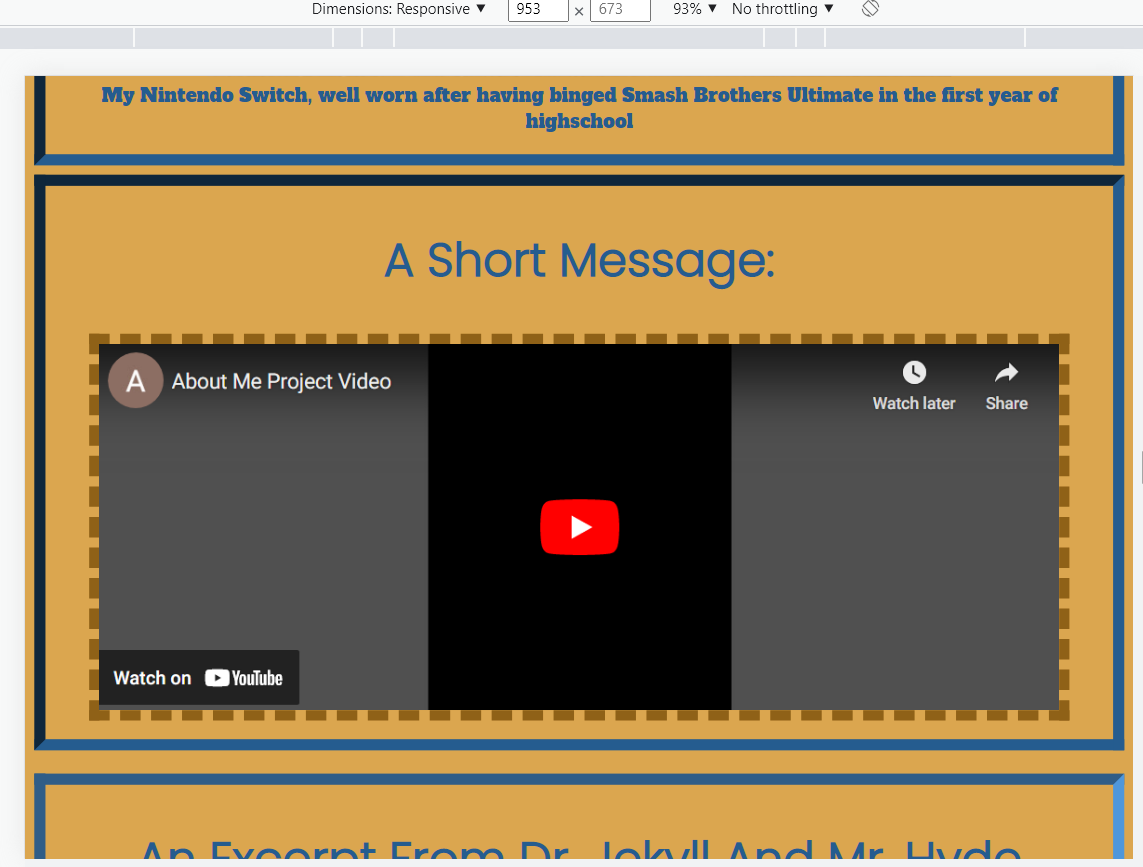 Dimensions: Responsive ▼ 953 × 673 93% ▼ No throttling ▼
My Nintendo Switch, well worn after having binged Smash Brothers Ultimate in the first year of
highschool
A Short Message:
A About Me Project Video
Watch later Share
Watch on YouTube
An Excerpt From Dr. Jekyll And Mr. Hyde